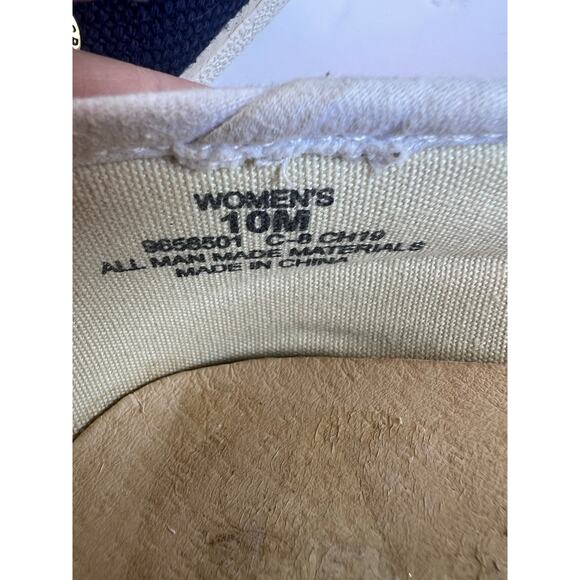 WOMEN'S
10M
9658501 C-8 CH19
ALL MAN MADE MATERIALS
MADE IN CHINA